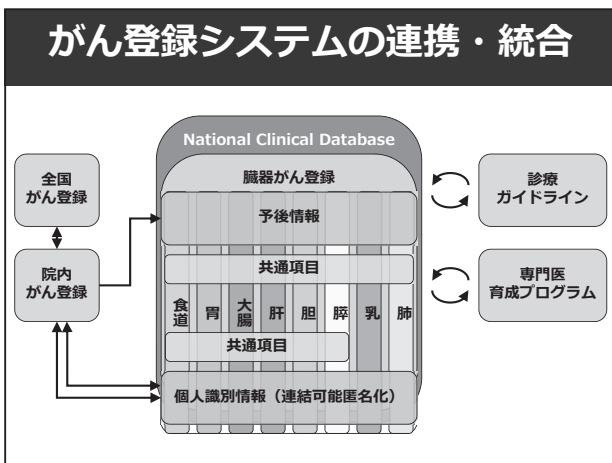 がん登録システムの連携・統合
National Clinical Database
臓器がん登録
全国
がん登録
予後情報
診療
ガイドライン
院内
がん登録
共通項目
専門医
育成プログラム
食道
胃
大腸
肝
胆
膵
乳
肺
共通項目
個人識別情報（連結可能匿名化）